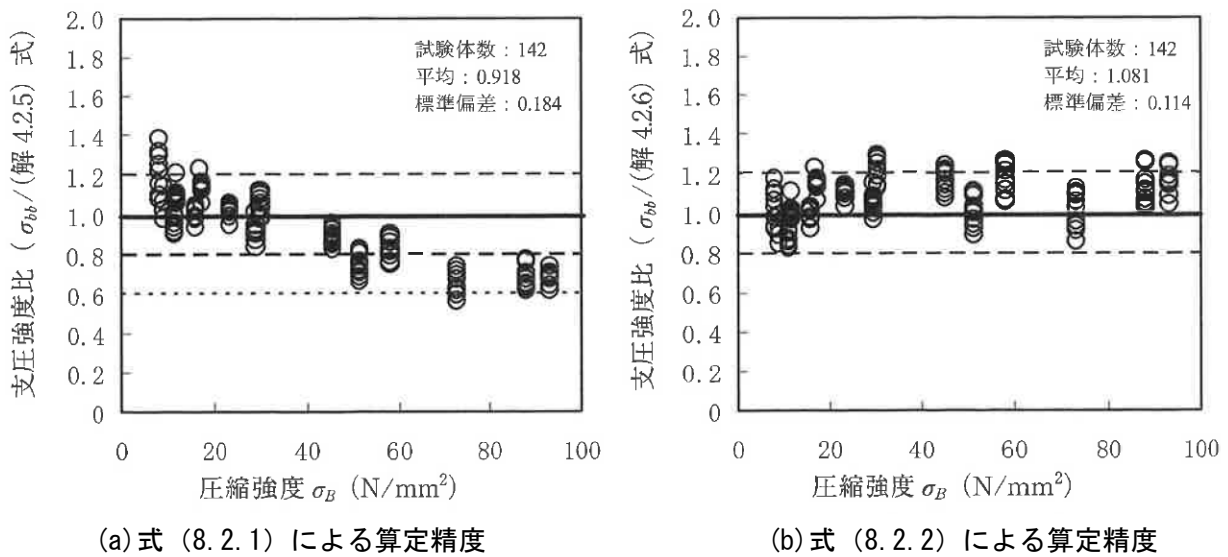 支圧強度比（σbb/(解4.2.5) 式）
2.0
1.8
1.6
1.4
1.2
1.0
0.8
0.6
0.4
0.2
0
試験体数：142
平均：0.918
標準偏差：0.184
0 20 40 60 80 100
圧縮強度 σB（N/mm²）
(a)式（8.2.1）による算定精度
支圧強度比（σbb/(解4.2.6) 式）
2.0
1.8
1.6
1.4
1.2
1.0
0.8
0.6
0.4
0.2
0
試験体数：142
平均：1.081
標準偏差：0.114
0 20 40 60 80 100
圧縮強度 σB（N/mm²）
(b)式（8.2.2）による算定精度